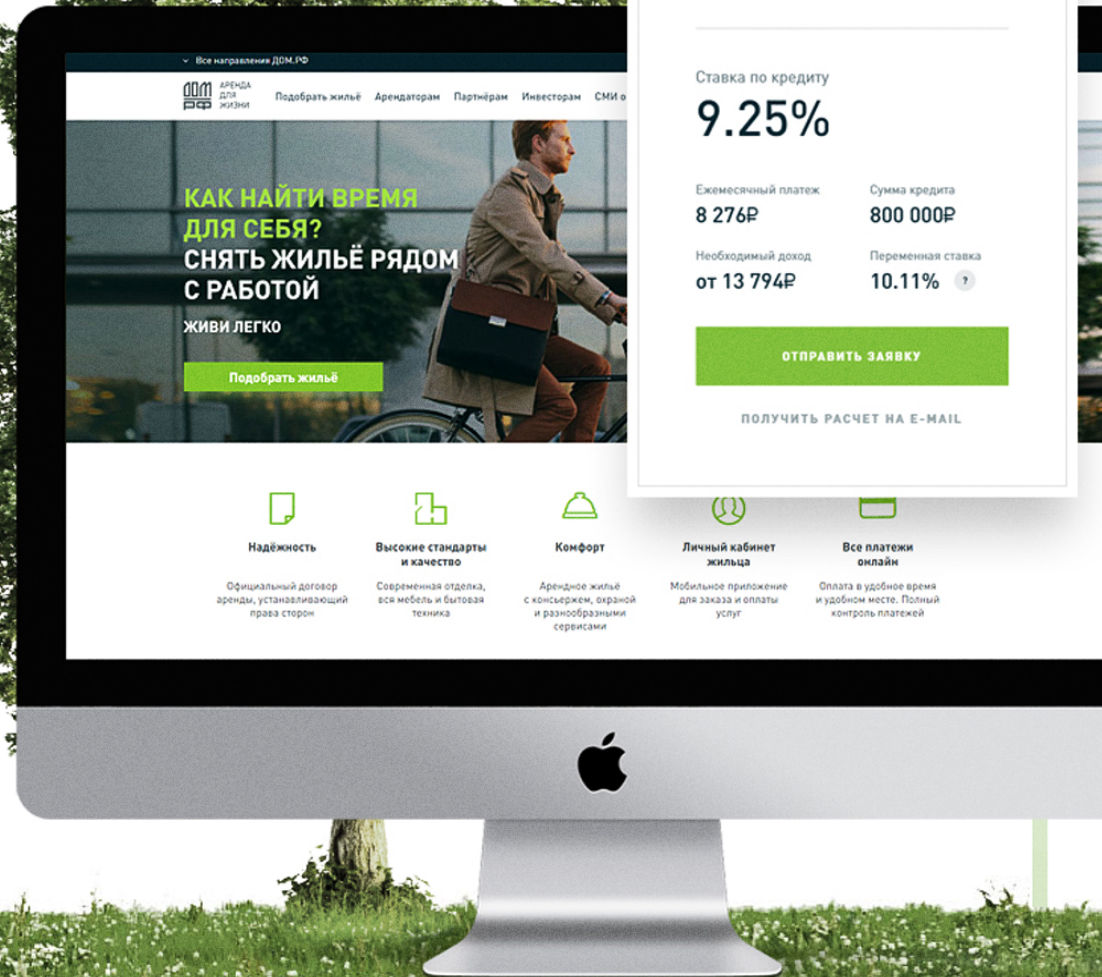 Все направления ДОМ.РФ
ДОМ
РФ
АРЕНДА
ДЛЯ
ЖИЗНИ
Подобрать жильё Арендаторам Партнёрам Инвесторам СМИ о
КАК НАЙТИ ВРЕМЯ
ДЛЯ СЕБЯ?
СНЯТЬ ЖИЛЬЁ РЯДОМ
С РАБОТОЙ
ЖИВИ ЛЕГКО
Подобрать жильё
Ставка по кредиту
9.25%
Ежемесячный платеж Сумма кредита
8 276₽ 800 000₽
Необходимый доход Переменная ставка
от 13 794₽ 10.11% ?
ОТПРАВИТЬ ЗАЯВКУ
ПОЛУЧИТЬ РАСЧЕТ НА E-MAIL
Надёжность
Официальный договор
аренды, устанавливающий
права сторон
Высокие стандарты
и качество
Современная отделка,
вся мебель и бытовая
техника
Комфорт
Арендное жильё
с консьержем, охраной
и разнообразными
сервисами
Личный кабинет
жильца
Мобильное приложение
для заказа и оплаты
услуг
Все платежи
онлайн
Оплата в удобное время
и удобном месте. Полный
контроль платежей